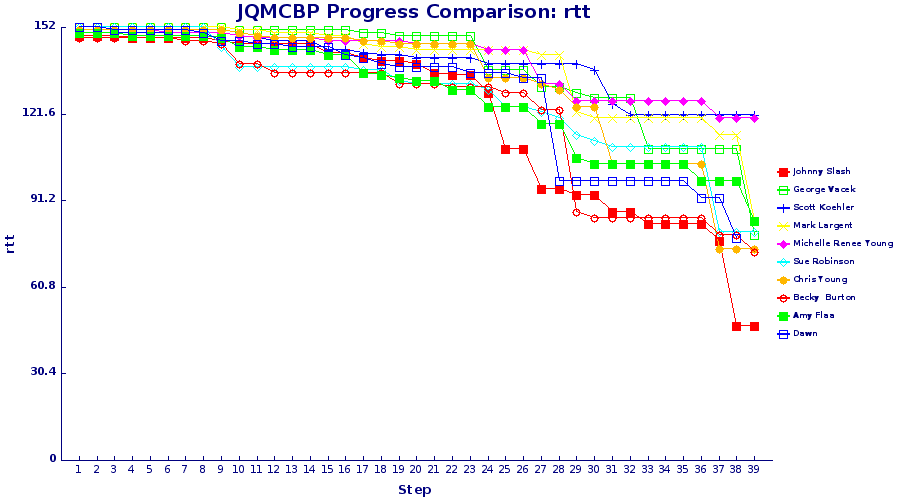 JQMCBP Progress Comparison: rtt
152
121.6
91.2
60.8
30.4
0
rtt
1 2 3 4 5 6 7 8 9 10 11 12 13 14 15 16 17 18 19 20 21 22 23 24 25 26 27 28 29 30 31 32 33 34 35 36 37 38 39
Step
Johnny Slash
George Wacek
Scott Koehler
Mark Largent
Michelle Renee Young
Sue Robinson
Chris Young
Becky Burton
Amy Flaa
Dawn